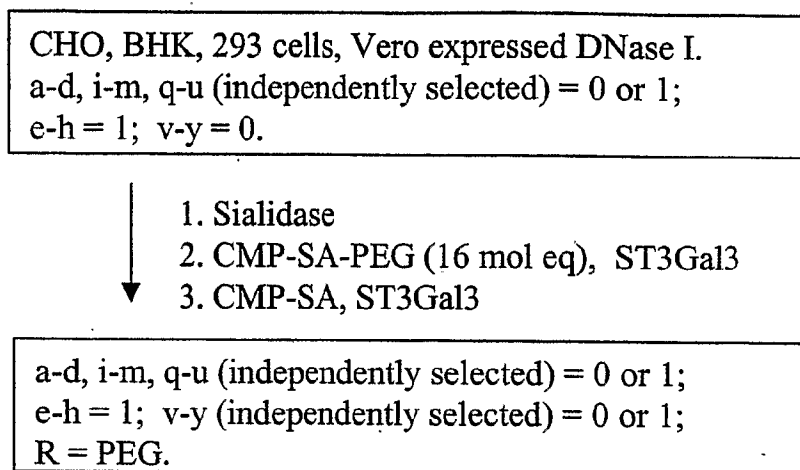 CHO, BHK, 293 cells, Vero expressed DNase I.
a-d, i-m, q-u (independently selected) = 0 or 1;
e-h = 1; v-y = 0.
1. Sialidase
2. CMP-SA-PEG (16 mol eq), ST3Gal3
3. CMP-SA, ST3Gal3
a-d, i-m, q-u (independently selected) = 0 or 1;
e-h = 1; v-y (independently selected) = 0 or 1;
R = PEG.